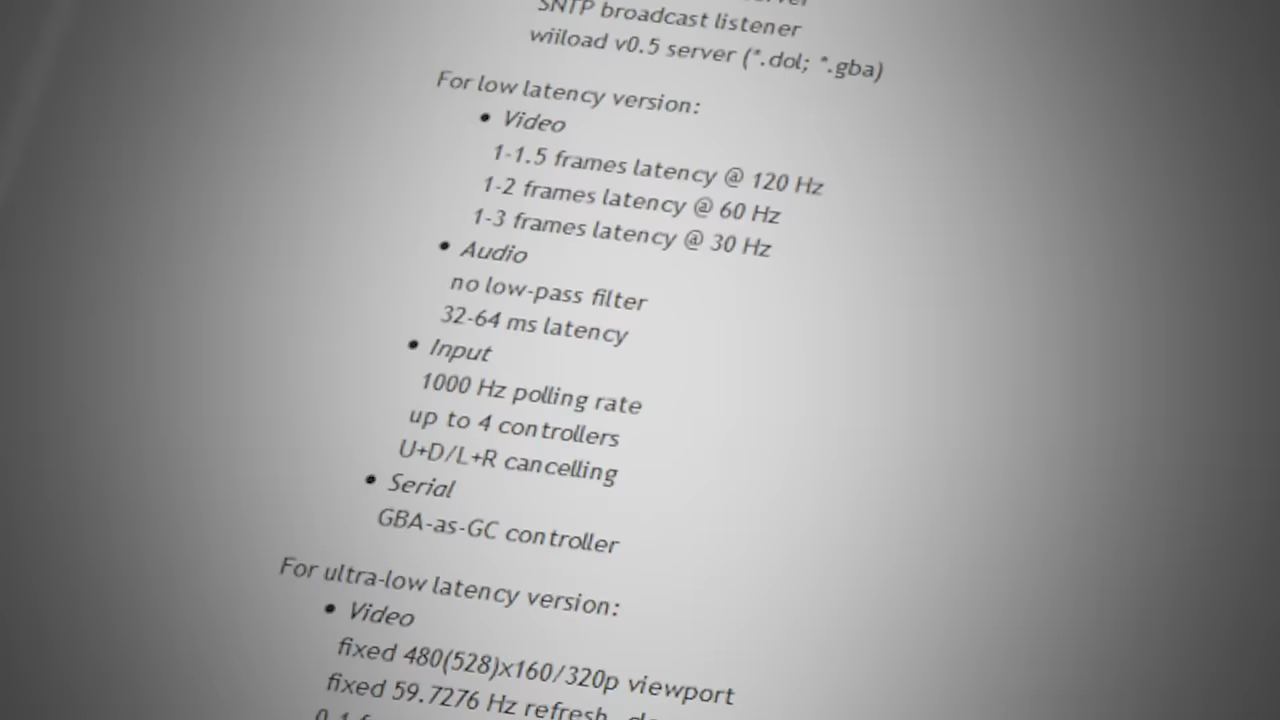 SNTP broadcast listener
wiiload v0.5 server (*.dol; *.gba)
For low latency version:
• Video
1-1.5 frames latency @ 120 Hz
1-2 frames latency @ 60 Hz
1-3 frames latency @ 30 Hz
• Audio
no low-pass filter
32-64 ms latency
• Input
1000 Hz polling rate
up to 4 controllers
U+D/L+R cancelling
• Serial
GBA-as-GC controller
For ultra-low latency version:
• Video
fixed 480(528)x160/320p viewport
fixed 59.7276 Hz refresh